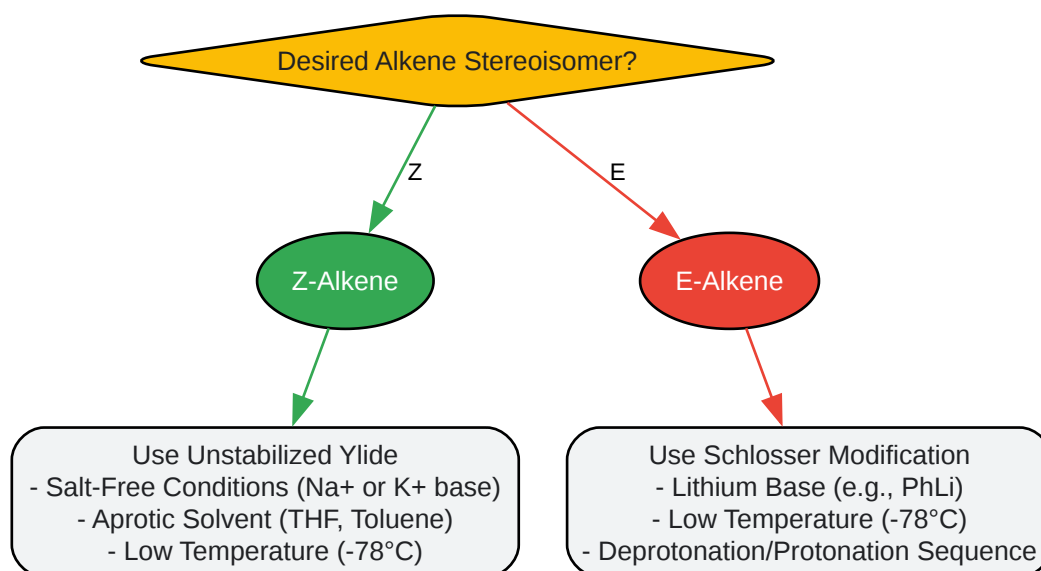 Desired Alkene Stereoisomer?
Z
E
Z-Alkene
E-Alkene
Use Unstabilized Ylide
- Salt-Free Conditions (Na+ or K+ base)
- Aprotic Solvent (THF, Toluene)
- Low Temperature (-78°C)
Use Schlosser Modification
- Lithium Base (e.g., PhLi)
- Low Temperature (-78°C)
- Deprotonation/Protonation Sequence